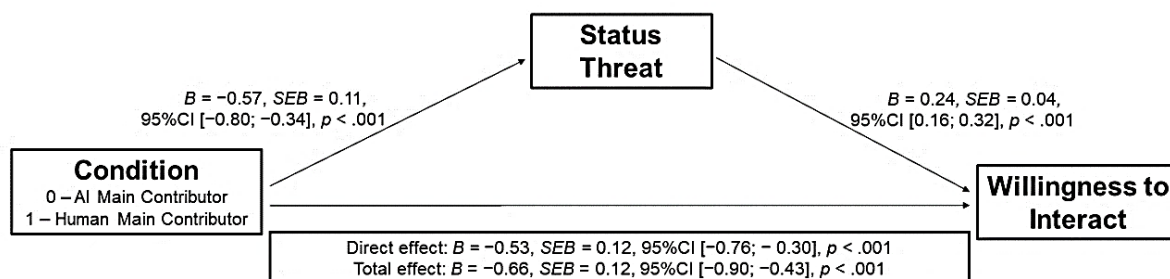 Status
Threat
B = −0.57, SEB = 0.11,
95%CI [−0.80; −0.34], p < .001
B = 0.24, SEB = 0.04,
95%CI [0.16; 0.32], p < .001
Condition
0 – AI Main Contributor
1 – Human Main Contributor
Willingness to
Interact
Direct effect: B = −0.53, SEB = 0.12, 95%CI [−0.76; − 0.30], p < .001
Total effect: B = −0.66, SEB = 0.12, 95%CI [−0.90; −0.43], p < .001